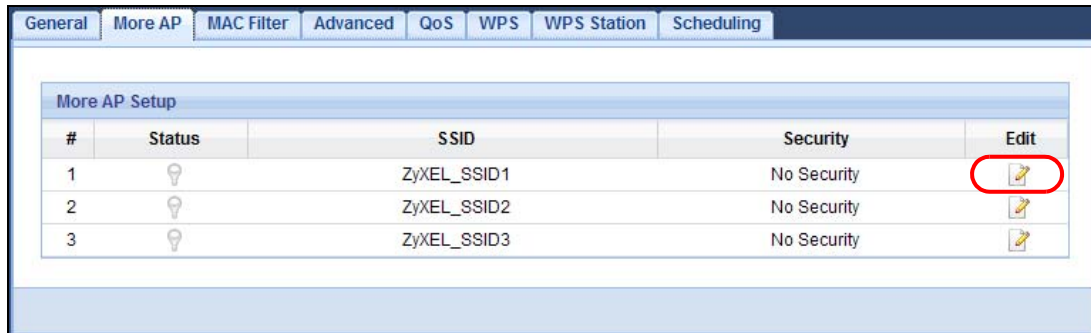 General More AP MAC Filter Advanced QoS WPS WPS Station Scheduling
More AP Setup
# Status SSID Security Edit
1 ZyXEL_SSID1 No Security
2 ZyXEL_SSID2 No Security
3 ZyXEL_SSID3 No Security